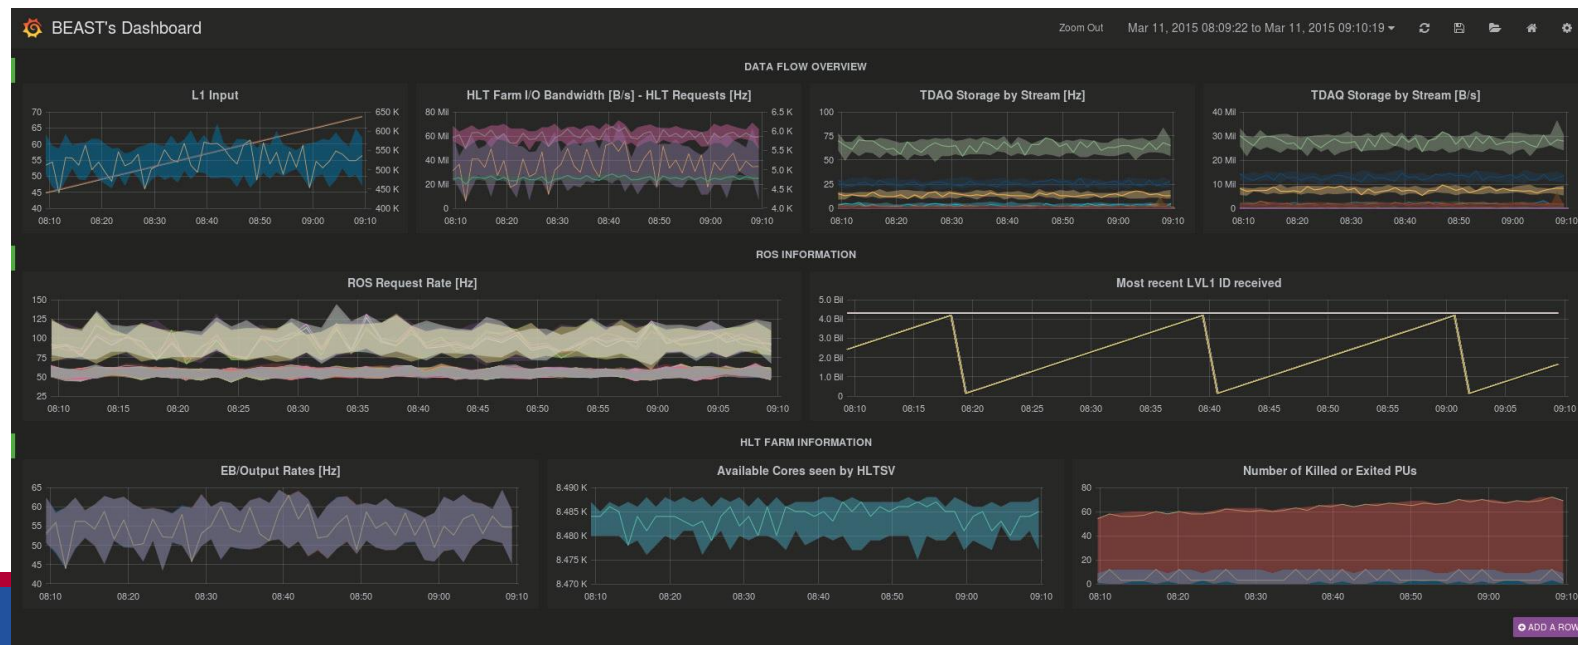 BEAST's Dashboard
Zoom Out Mar 11, 2015 08:09:22 to Mar 11, 2015 09:10:19
DATA FLOW OVERVIEW
L1 Input
70
65
60
55
50
45
40
650 K
600 K
550 K
500 K
450 K
400 K
08:10 08:20 08:30 08:40 08:50 09:00 09:10
HLT Farm I/O Bandwidth [B/s] - HLT Requests [Hz]
80 Mil
60 Mil
40 Mil
20 Mil
0
6.5 K
6.0 K
5.5 K
5.0 K
4.5 K
4.0 K
08:10 08:20 08:30 08:40 08:50 09:00 09:10
TDAQ Storage by Stream [Hz]
100
75
50
25
0
08:10 08:20 08:30 08:40 08:50 09:00 09:10
TDAQ Storage by Stream [B/s]
40 Mil
30 Mil
20 Mil
10 Mil
0
08:10 08:20 08:30 08:40 08:50 09:00 09:10
ROS INFORMATION
ROS Request Rate [Hz]
150
125
100
75
50
25
08:10 08:15 08:20 08:25 08:30 08:35 08:40 08:45 08:50 08:55 09:00 09:05 09:10
Most recent LVL1 ID received
5.0 Bil
4.0 Bil
3.0 Bil
2.0 Bil
1.0 Bil
0
08:10 08:15 08:20 08:25 08:30 08:35 08:40 08:45 08:50 08:55 09:00 09:05 09:10
HLT FARM INFORMATION
EB/Output Rates [Hz]
65
60
55
50
45
40
08:10 08:20 08:30 08:40 08:50 09:00 09:10
Available Cores seen by HLTSV
8.490 K
8.485 K
8.480 K
8.475 K
8.470 K
08:10 08:20 08:30 08:40 08:50 09:00 09:10
Number of Killed or Exited PUs
80
60
40
20
0
08:10 08:20 08:30 08:40 08:50 09:00 09:10
ADD A ROW